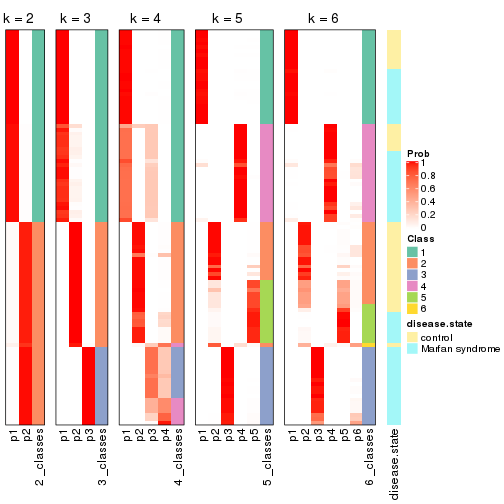 k = 2 k = 3 k = 4 k = 5 k = 6
Prob
1
0.8
0.6
0.4
0.2
0
Class
1
2
3
4
5
6
disease.state
control
Marfan syndrome
p1 p2 2_classes p1 p2 p3 3_classes p1 p2 p3 p4 4_classes p1 p2 p3 p4 p5 5_classes p1 p2 p3 p4 p5 p6 6_classes disease.state